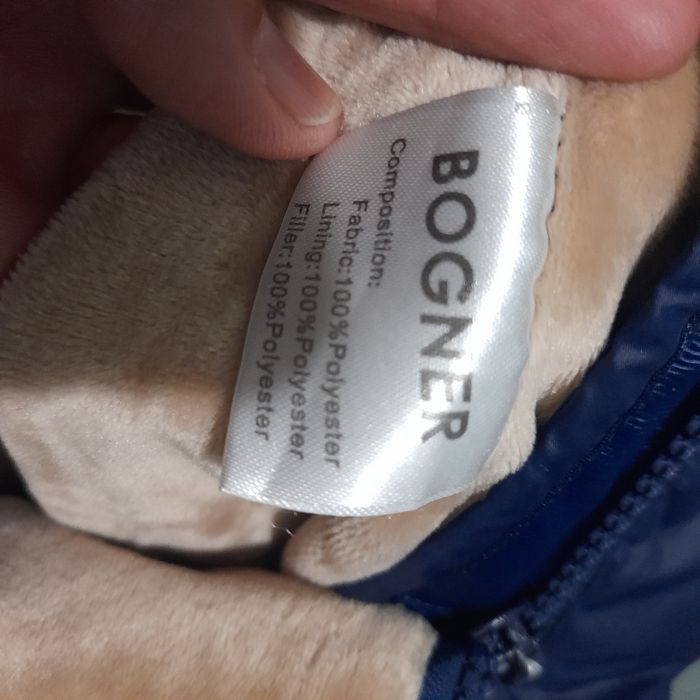 BOGNER
Composition:
Fabric:100%Polyester
Lining:100%Polyester
Filler:100%Polyester